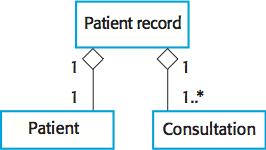 Patient record
1 1
1 1..*
Patient Consultation